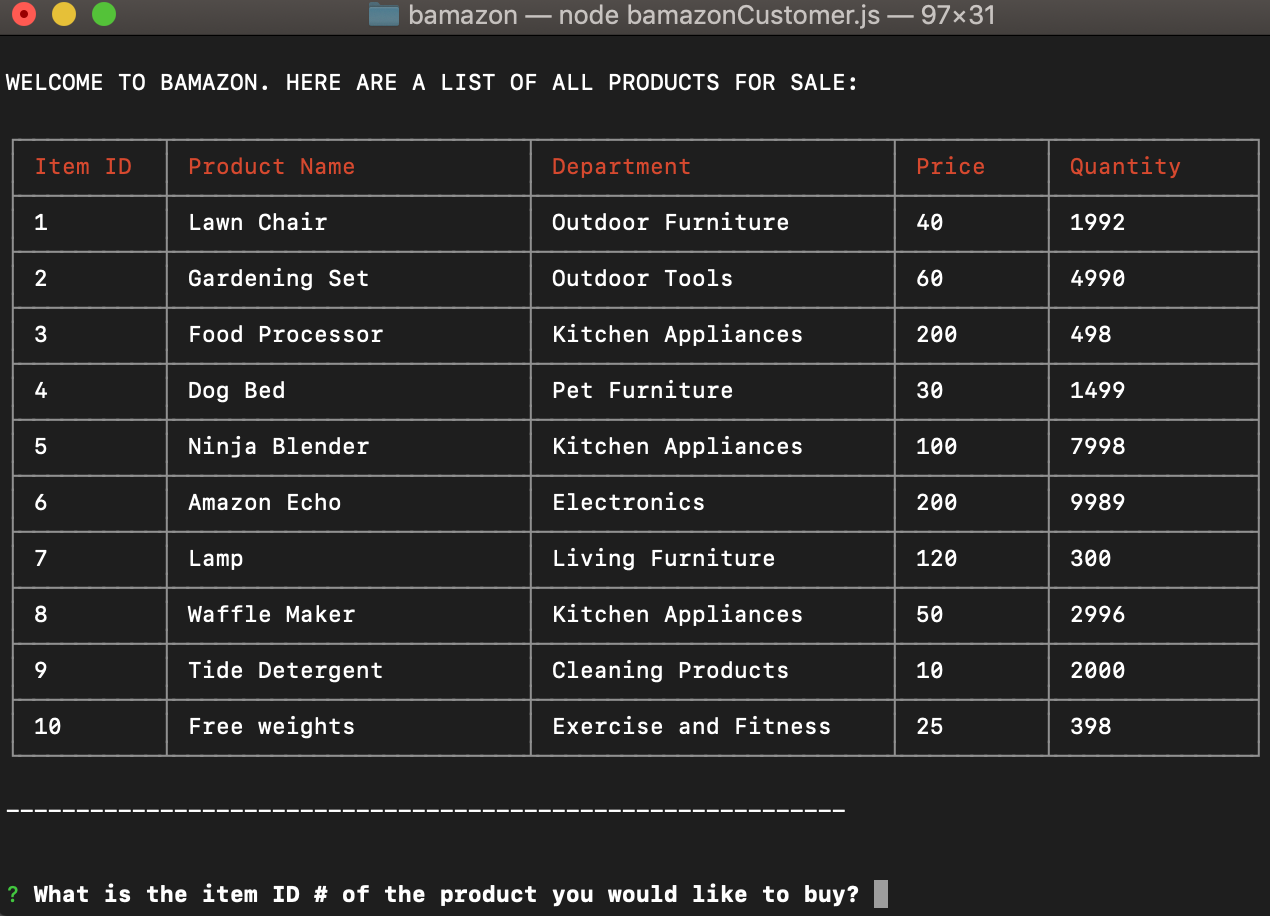 bamazon — node bamazonCustomer.js — 97×31
WELCOME TO BAMAZON. HERE ARE A LIST OF ALL PRODUCTS FOR SALE:
Item ID Product Name Department Price Quantity
1 Lawn Chair Outdoor Furniture 40 1992
2 Gardening Set Outdoor Tools 60 4990
3 Food Processor Kitchen Appliances 200 498
4 Dog Bed Pet Furniture 30 1499
5 Ninja Blender Kitchen Appliances 100 7998
6 Amazon Echo Electronics 200 9989
7 Lamp Living Furniture 120 300
8 Waffle Maker Kitchen Appliances 50 2996
9 Tide Detergent Cleaning Products 10 2000
10 Free weights Exercise and Fitness 25 398
? What is the item ID # of the product you would like to buy?